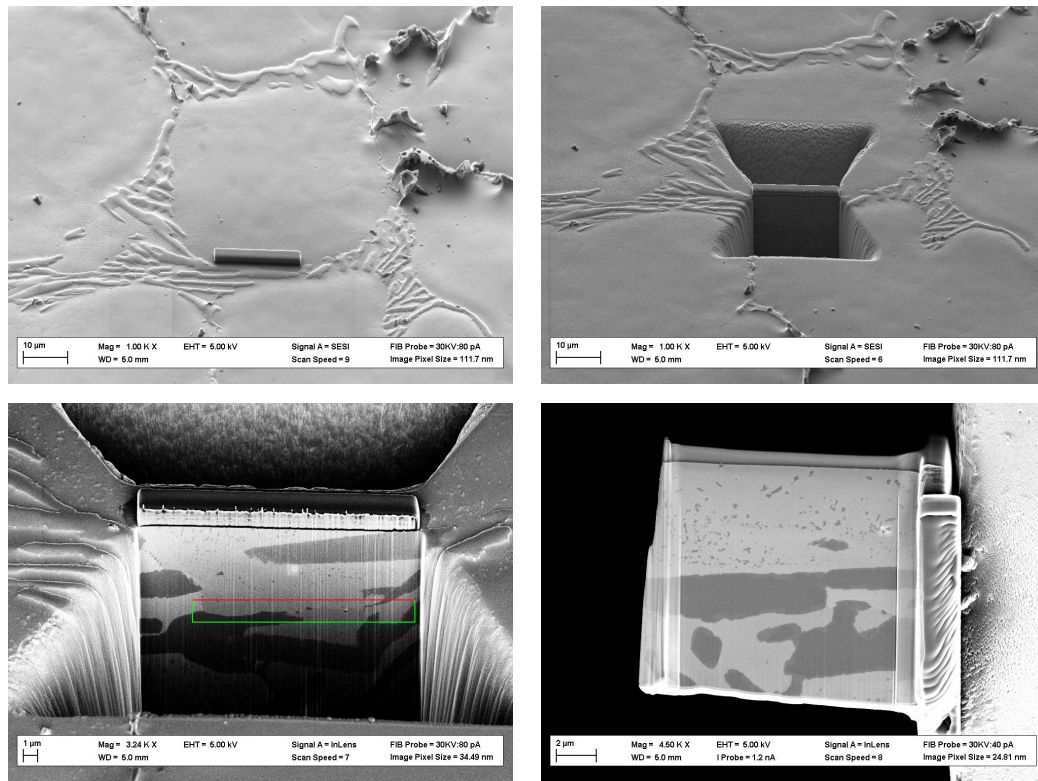 10 µm
Mag = 1.00 K X EHT = 5.00 kV Signal A = SESI FIB Probe = 30KV:80 pA
WD = 5.0 mm Scan Speed = 9 Image Pixel Size = 111.7 nm
10 µm
Mag = 1.00 K X EHT = 5.00 kV Signal A = SESI FIB Probe = 30KV:80 pA
WD = 5.0 mm Scan Speed = 6 Image Pixel Size = 111.7 nm
1 µm
Mag = 3.24 K X EHT = 5.00 kV Signal A = InLens FIB Probe = 30KV:80 pA
WD = 5.0 mm Scan Speed = 7 Image Pixel Size = 34.49 nm
2 µm
Mag = 4.50 K X EHT = 5.00 kV Signal A = InLens FIB Probe = 30KV:40 pA
WD = 5.0 mm I Probe = 1.2 nA Scan Speed = 8 Image Pixel Size = 24.81 nm